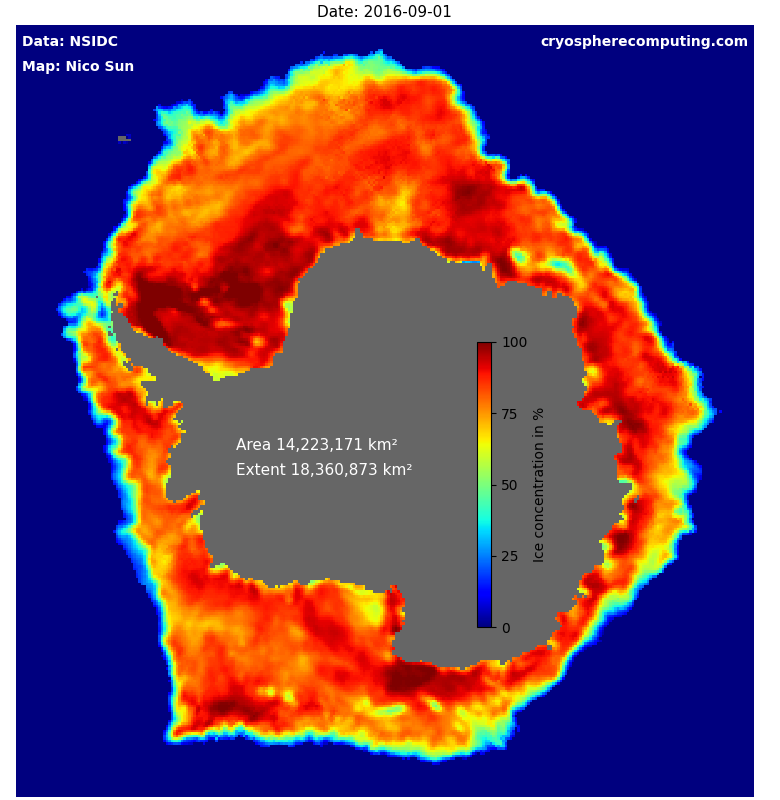 Date: 2016-09-01
Data: NSIDC
cryospherecomputing.com
Map: Nico Sun
Area 14,223,171 km²
Extent 18,360,873 km²
100
75
50
25
0
Ice concentration in %